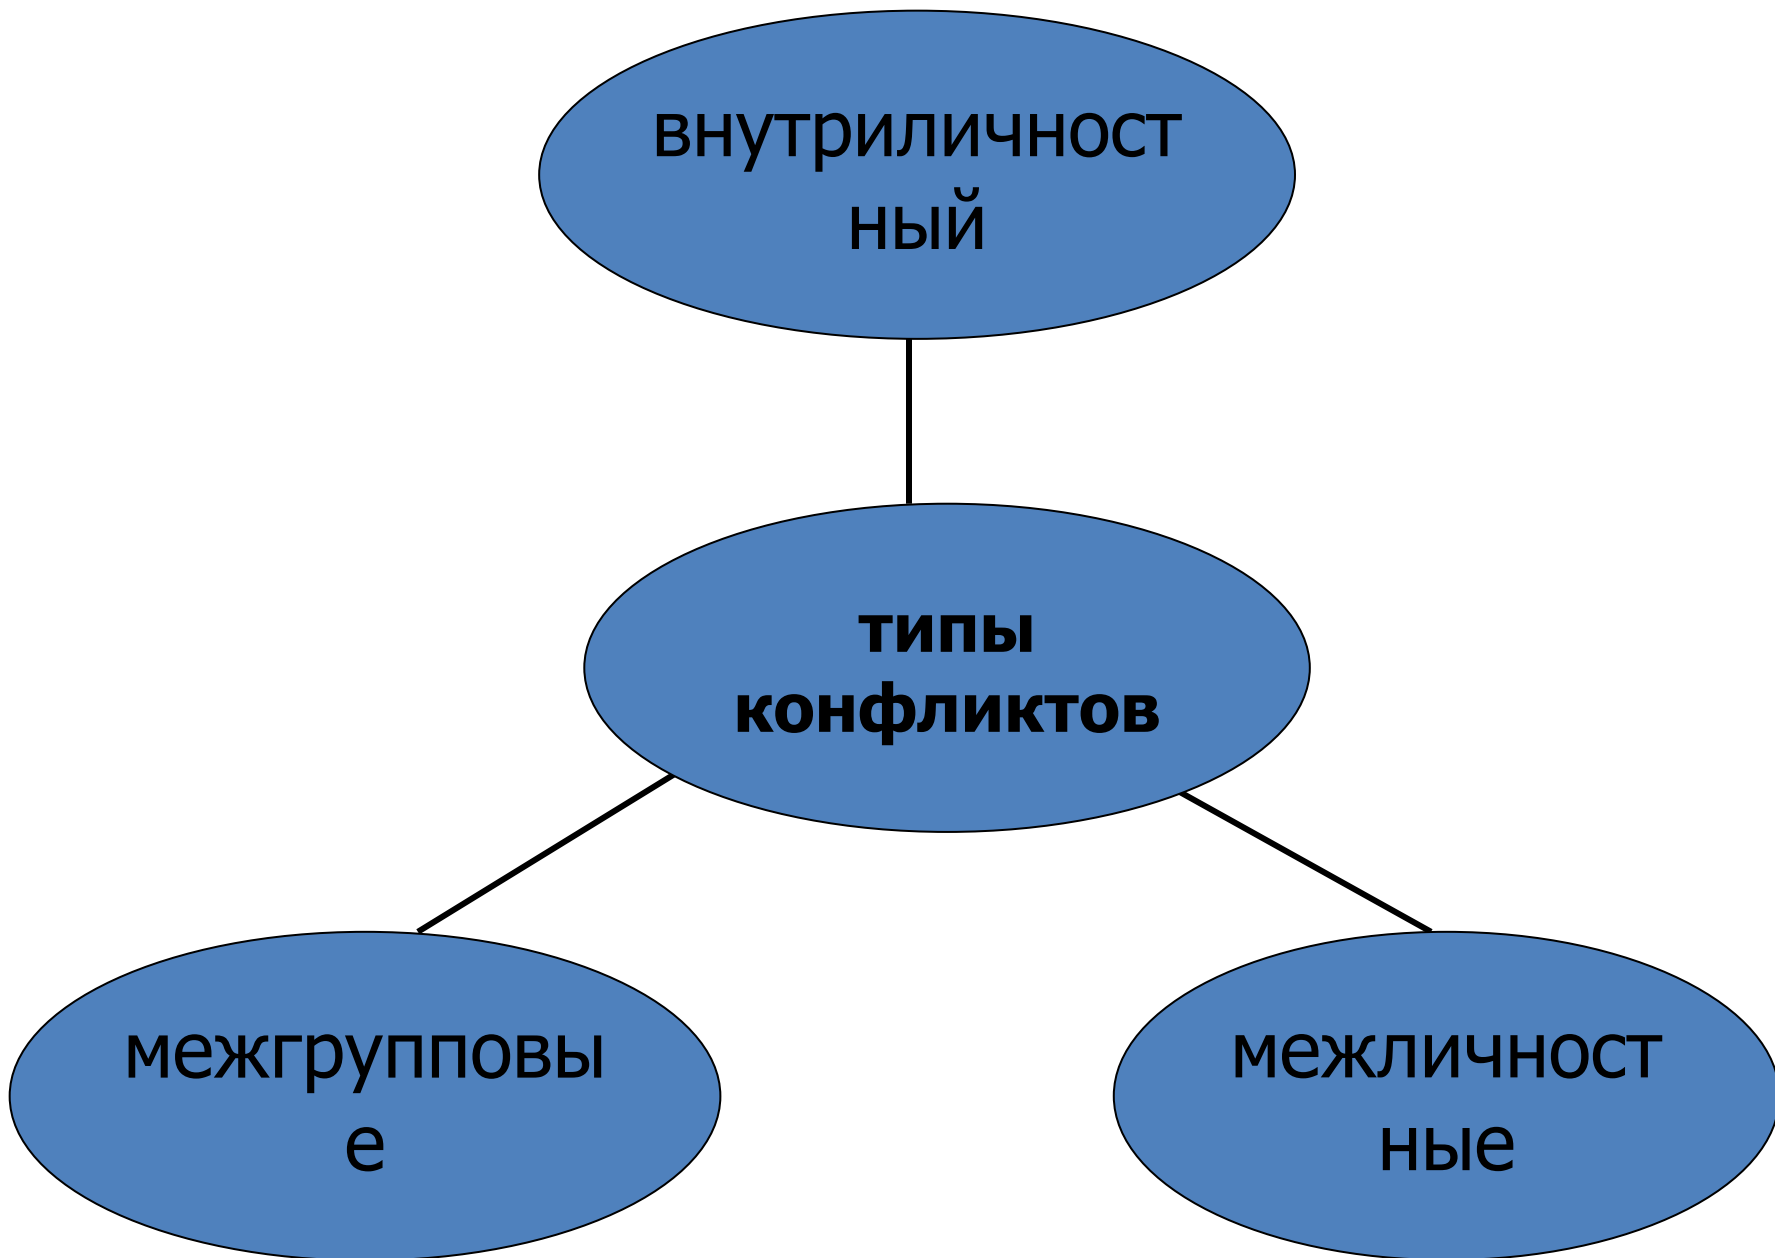 внутриличност
ный
типы
конфликтов
межгрупповы
е
межличност
ные